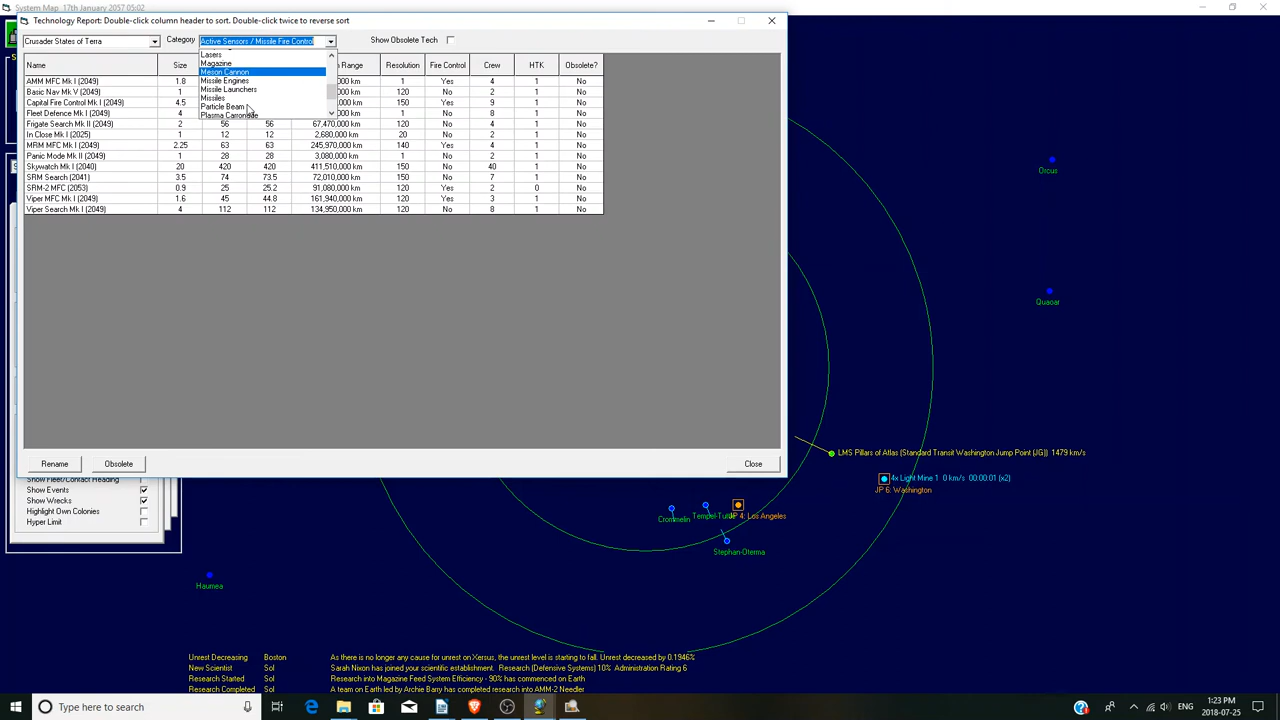 System Map  17th January 2057 05:02
Technology Report: Double-click column header to sort. Double-click twice to reverse sort
Crusader States of Terra
Category
Active Sensors / Missile Fire Control
Show Obsolete Tech
Lasers
Magazine
Meson Cannon
Missile Engines
Missile Launchers
Missiles
Particle Beam
Plasma Carronade
Name Size Range Resolution Fire Control Crew HTK Obsolete?
AMM MFC Mk I (2049) 1.8 1 Yes 4 1 No
Basic Nav Mk V (2049) 1 120 No 2 1 No
Capital Fire Control Mk I (2049) 4.5 150 Yes 9 1 No
Fleet Defence Mk I (2049) 4 1 No 8 1 No
Frigate Search Mk II (2049) 2 56 56 67,470,000 km 120 No 4 1 No
In Close Mk I (2025) 1 12 12 2,680,000 km 20 No 2 1 No
MRM MFC Mk I (2049) 2.25 63 63 245,970,000 km 140 Yes 4 1 No
Panic Mode Mk II (2049) 1 28 28 3,080,000 km 1 No 2 1 No
Skywatch Mk I (2040) 20 420 420 411,510,000 km 150 No 40 1 No
SRM Search (2041) 3.5 74 73.5 72,010,000 km 150 No 7 1 No
SRM-2 MFC (2053) 0.9 25 25.2 91,080,000 km 120 Yes 2 0 No
Viper MFC Mk I (2049) 1.6 45 44.8 161,940,000 km 120 Yes 3 1 No
Viper Search Mk I (2049) 4 112 112 134,950,000 km 120 No 8 1 No
Rename
Obsolete
Close
Orcus
Quaoar
LMS Pillars of Atlas (Standard Transit Washington Jump Point (JG))  1479 km/s
4x Light Mine 1  0 km/s  00:00:01 (x2)
JP 6: Washington
Crommelin
JP 4: Los Angeles
Stephan-Oterma
Haumea
Show Fleet/Contact Heading
Show Events
Show Wrecks
Highlight Own Colonies
Hyper Limit
Unrest Decreasing Boston As there is no longer any cause for unrest on Xersus, the unrest level is starting to fall. Unrest decreased by 0.1946%
New Scientist Sol Sarah Nixon has joined your scientific establishment.  Research (Defensive Systems) 10%  Administration Rating 6
Research Started Sol Research into Magazine Feed System Efficiency - 90% has commenced on Earth
Research Completed Sol A team on Earth led by Archie Barry has completed research into AMM-2 Needler
Type here to search
ENG
1:23 PM
2018-07-25